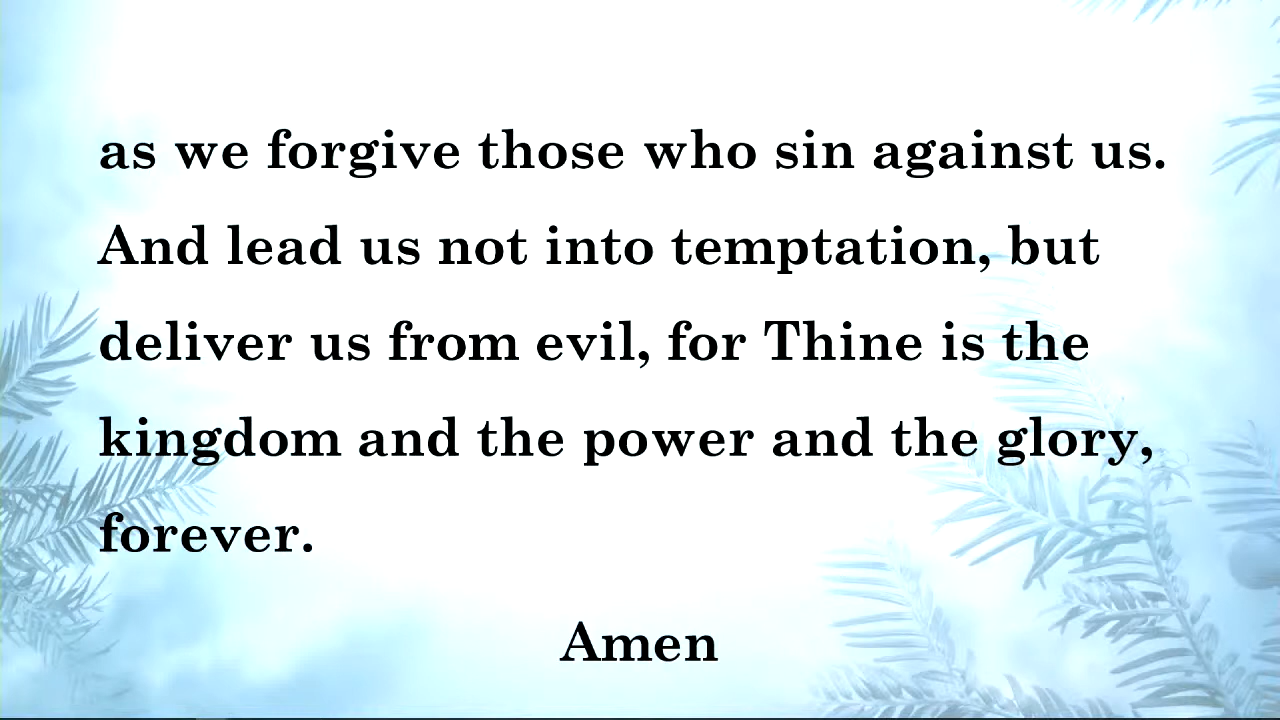 as we forgive those who sin against us.
And lead us not into temptation, but
deliver us from evil, for Thine is the
kingdom and the power and the glory,
forever.
Amen